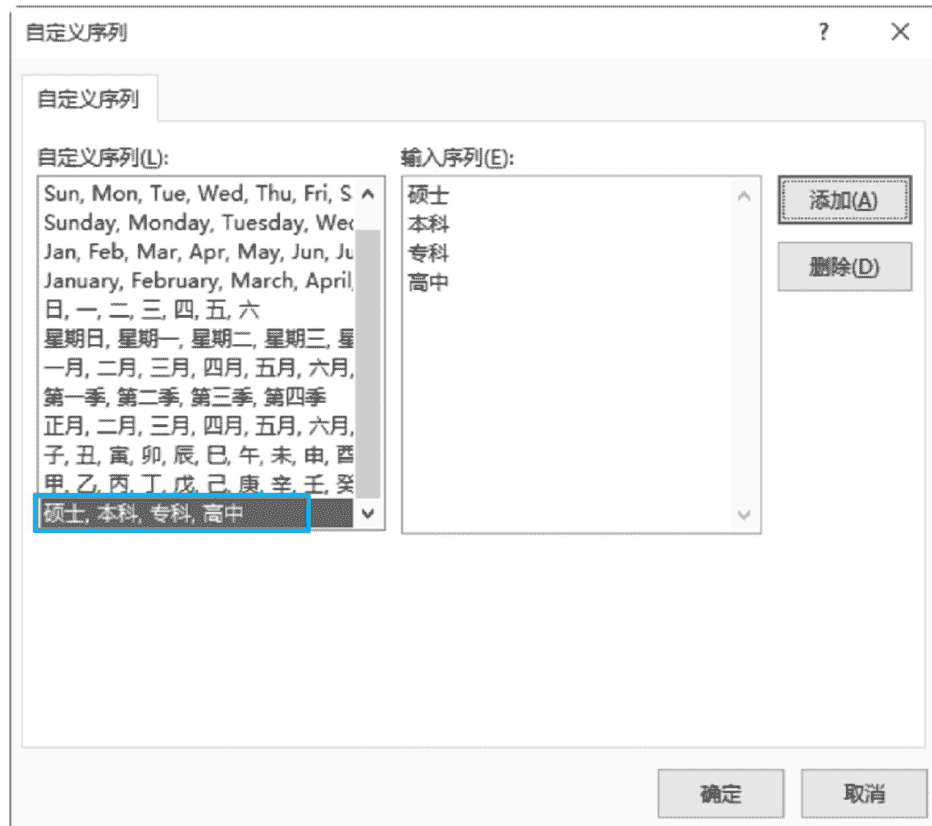 自定义序列 ?
自定义序列
自定义序列(L):
输入序列(E):
Sun, Mon, Tue, Wed, Thu, Fri, S
Sunday, Monday, Tuesday, Wed
Jan, Feb, Mar, Apr, May, Jun, Ju
January, February, March, April,
日, 一, 二, 三, 四, 五, 六
星期日, 星期一, 星期二, 星期三, 星
一月, 二月, 三月, 四月, 五月, 六月,
第一季, 第二季, 第三季, 第四季
正月, 二月, 三月, 四月, 五月, 六月,
子, 丑, 寅, 卯, 辰, 巳, 午, 未, 申, 酉
甲, 乙, 丙, 丁, 戊, 己, 庚, 辛, 壬, 癸
硕士, 本科, 专科, 高中
硕士
本科
专科
高中
添加(A)
删除(D)
确定
取消